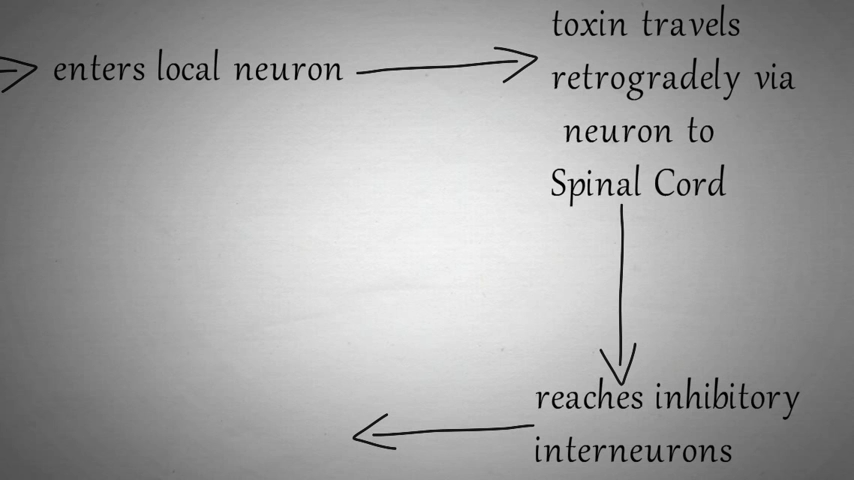 enters local neuron
toxin travels
retrogradely via
neuron to
Spinal Cord
reaches inhibitory
interneurons